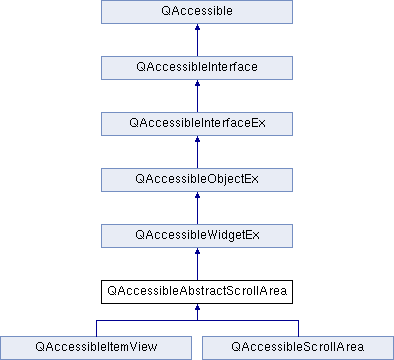 QAccessible
QAccessibleInterface
QAccessibleInterfaceEx
QAccessibleObjectEx
QAccessibleWidgetEx
QAccessibleAbstractScrollArea
QAccessibleItemView
QAccessibleScrollArea